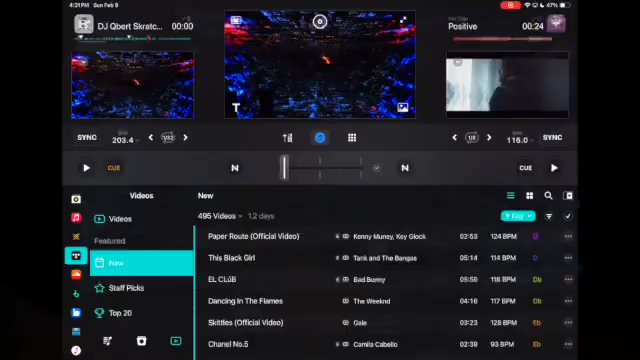 4:21 PM Sun Feb 9
47%
DJ Qbert Skratc...
00:00
Positive
00:24
T
SYNC
203.4
1/32
1/8
116.0
SYNC
CUE
N
N
CUE
Videos
New
Videos
495 Videos
1.2 days
Key
Featured
New
Staff Picks
Top 20
Paper Route (Official Video)
Kenny Muney, Key Glock
02:53
124 BPM
This Black Girl
Tank and The Bangas
05:14
114 BPM
D
EL CLúB
Bad Bunny
118 BPM
Db
Dancing In The Flames
The Weeknd
04:18
117 BPM
Db
Skittles (Official Video)
Gale
03:23
128 BPM
Eb
Chanel No.5
Camila Cabello
02:39
93 BPM
Eb